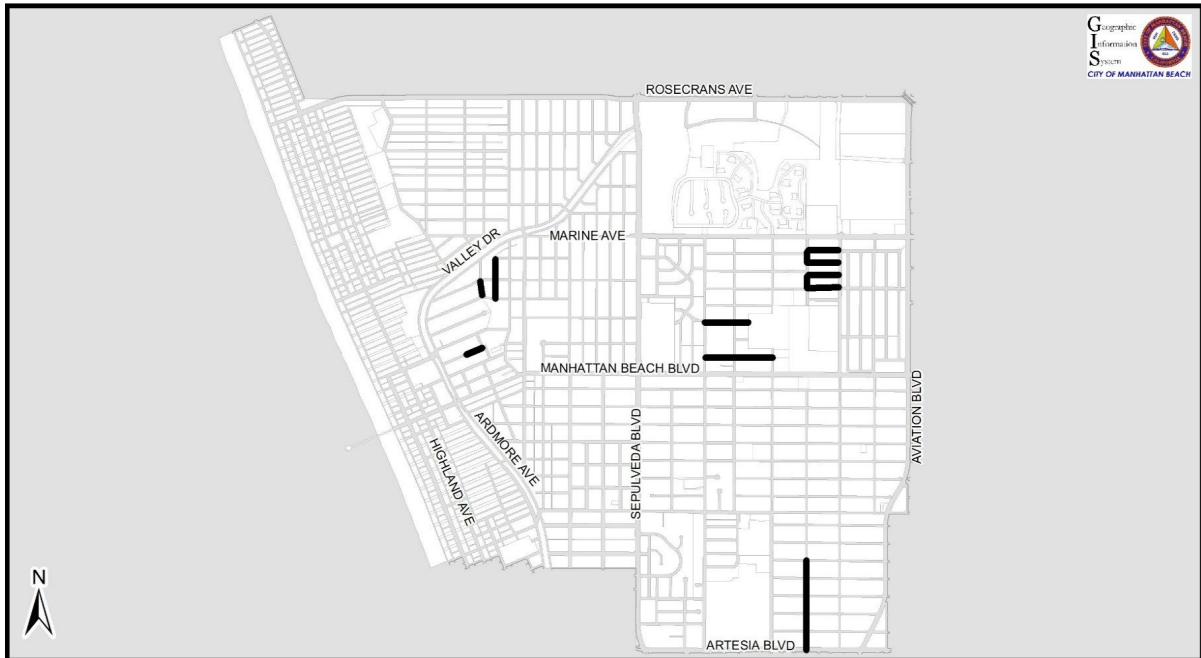 Geographic
Information
System
CITY OF MANHATTAN BEACH
ROSECRANS AVE
MARINE AVE
VALLEY DR
MANHATTAN BEACH BLVD
ARDMORE AVE
HIGHLAND AVE
SEPULVEDA BLVD
AVIATION BLVD
N
ARTESIA BLVD